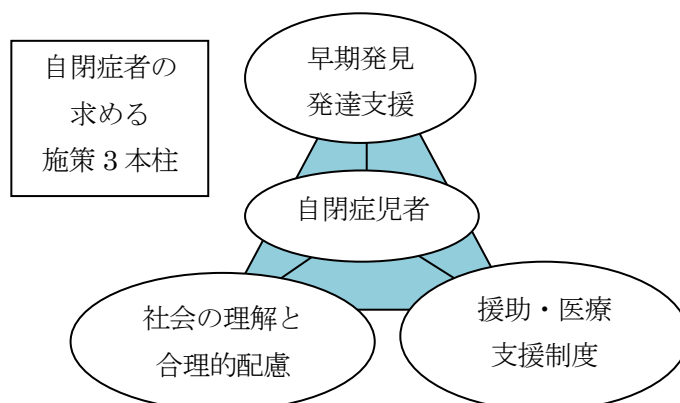 自閉症者の
求める
施策３本柱
早期発見
発達支援
自閉症児者
社会の理解と
合理的配慮
援助・医療
支援制度